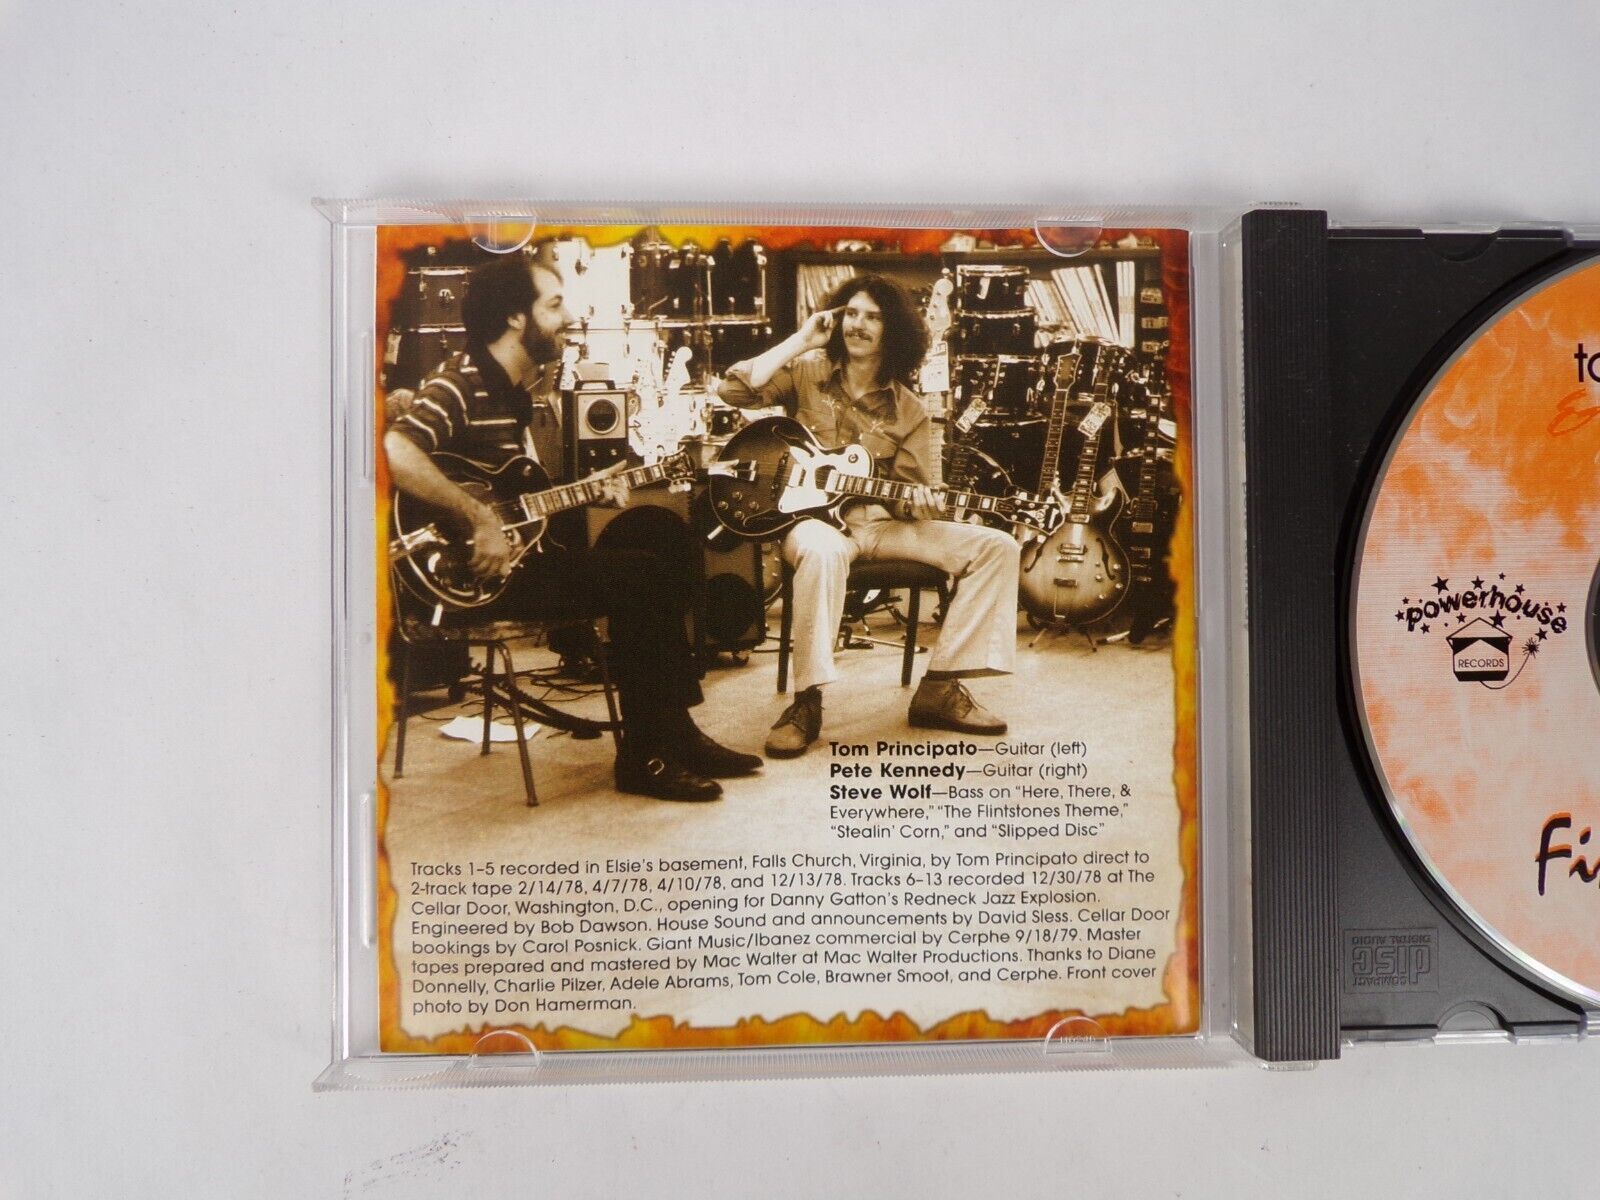 Tom Principato—Guitar (left)
Pete Kennedy—Guitar (right)
Steve Wolf—Bass on "Here, There, &
Everywhere," "The Flintstones Theme,"
"Stealin' Corn," and "Slipped Disc"
Tracks 1–5 recorded in Elsie's basement, Falls Church, Virginia, by Tom Principato direct to
2-track tape 2/14/78, 4/7/78, 4/10/78, and 12/13/78. Tracks 6–13 recorded 12/30/78 at The
Cellar Door, Washington, D.C., opening for Danny Gatton's Redneck Jazz Explosion.
Engineered by Bob Dawson. House Sound and announcements by David Sless. Cellar Door
bookings by Carol Posnick. Giant Music/Ibanez commercial by Cerphe 9/18/79. Master
tapes prepared and mastered by Mac Walter at Mac Walter Productions. Thanks to Diane
Donnelly, Charlie Pilzer, Adele Abrams, Tom Cole, Brawner Smoot, and Cerphe. Front cover
photo by Don Hamerman.
to
powerhouse
RECORDS
Fi
COMPACT
disc
DIGITAL AUDIO